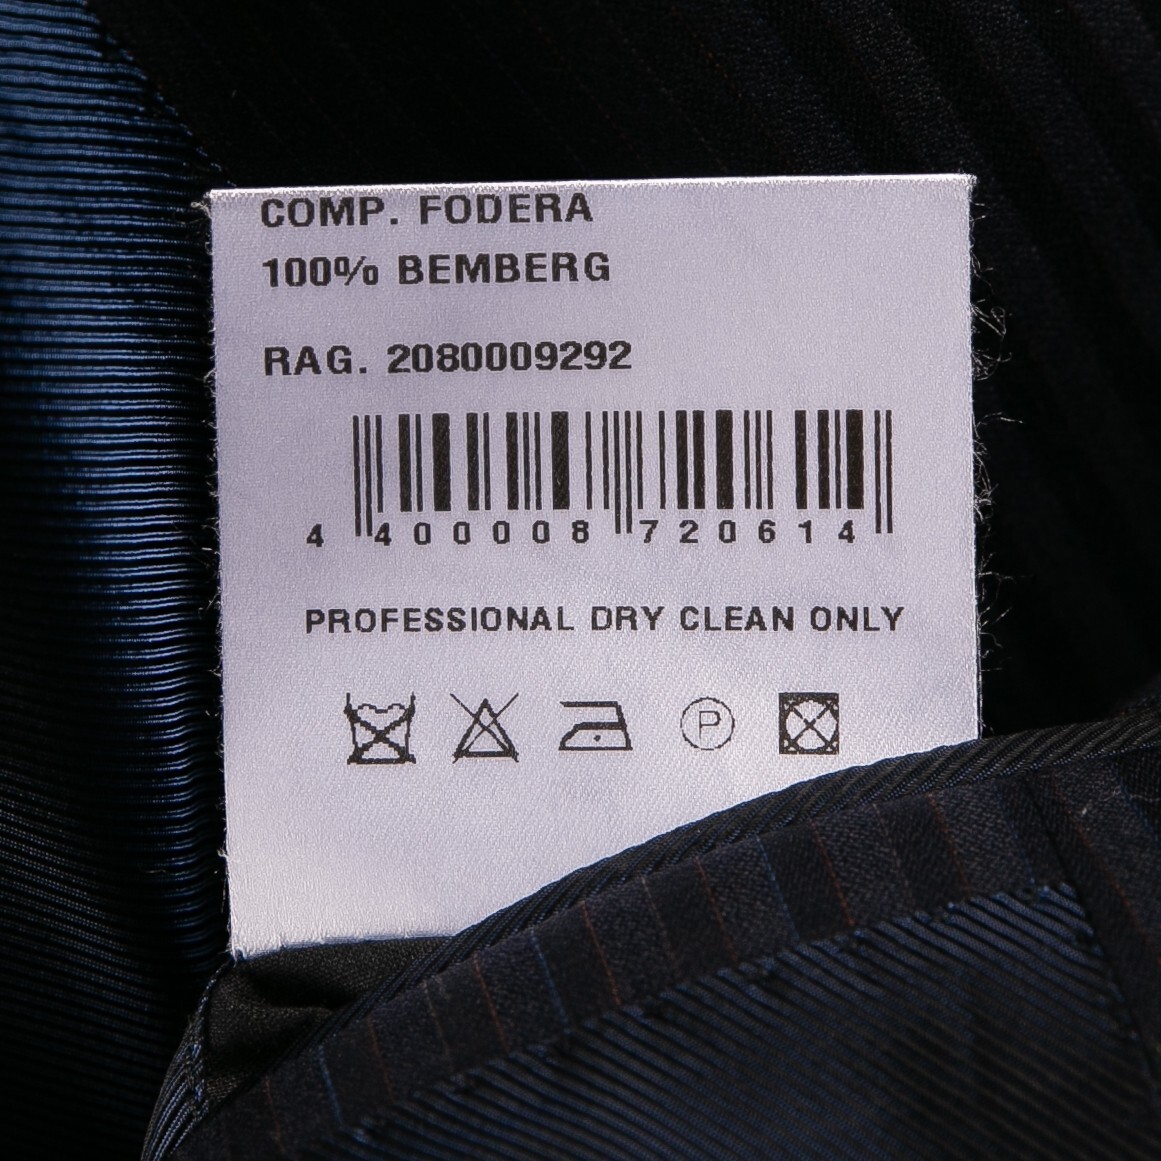 COMP. FODERA
100% BEMBERG
RAG. 2080009292
4 400008 720614
PROFESSIONAL DRY CLEAN ONLY
P